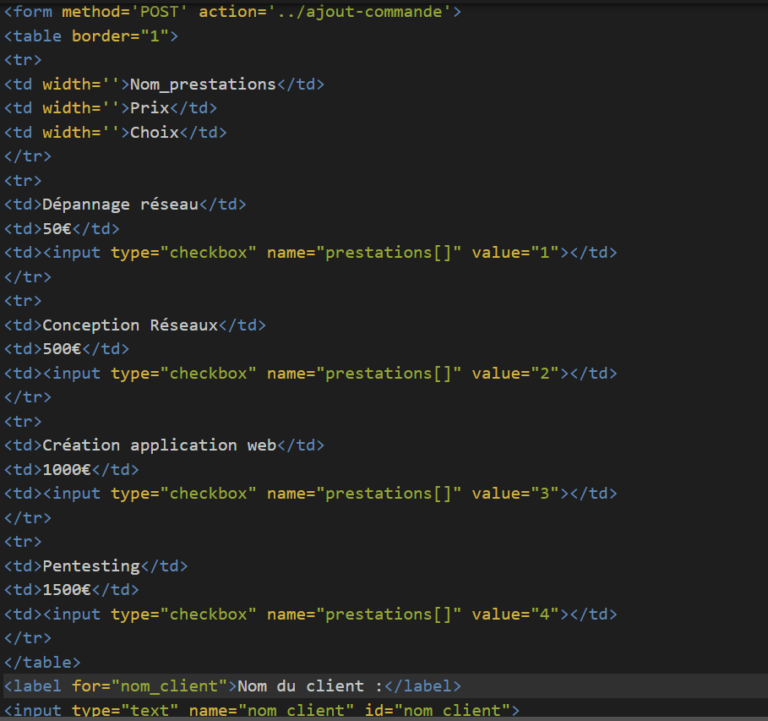 <form method='POST' action='../ajout-commande'>
<table border="1">
<tr>
<td width=''>Nom_prestations</td>
<td width=''>Prix</td>
<td width=''>Choix</td>
</tr>
<tr>
<td>Dépannage réseau</td>
<td>50€</td>
<td><input type="checkbox" name="prestations[]" value="1"></td>
</tr>
<tr>
<td>Conception Réseaux</td>
<td>500€</td>
<td><input type="checkbox" name="prestations[]" value="2"></td>
</tr>
<tr>
<td>Création application web</td>
<td>1000€</td>
<td><input type="checkbox" name="prestations[]" value="3"></td>
</tr>
<tr>
<td>Pentesting</td>
<td>1500€</td>
<td><input type="checkbox" name="prestations[]" value="4"></td>
</tr>
</table>
<label for="nom_client">Nom du client :</label>
<input type="text" name="nom_client" id="nom_client">